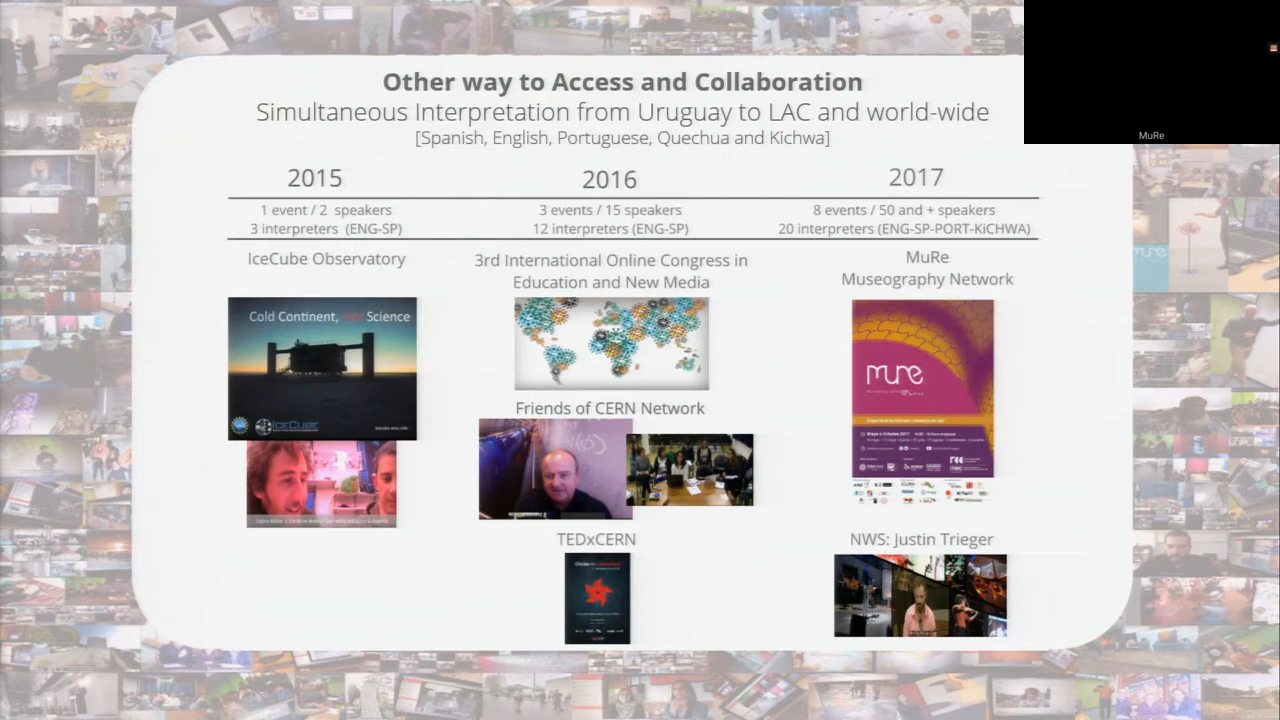 Other way to Access and Collaboration
Simultaneous Interpretation from Uruguay to LAC and world-wide
[Spanish, English, Portuguese, Quechua and Kichwa]
MuRe
2015
2016
2017
1 event / 2 speakers
3 interpreters (ENG-SP)
3 events / 15 speakers
12 interpreters (ENG-SP)
8 events / 50 and + speakers
20 interpreters (ENG-SP-PORT-KiCHWA)
IceCube Observatory
3rd International Online Congress in
Education and New Media
MuRe
Museography Network
Cold Continent, Hot Science
ICECUBE
mure
Friends of CERN Network
TEDxCERN
NWS: Justin Trieger